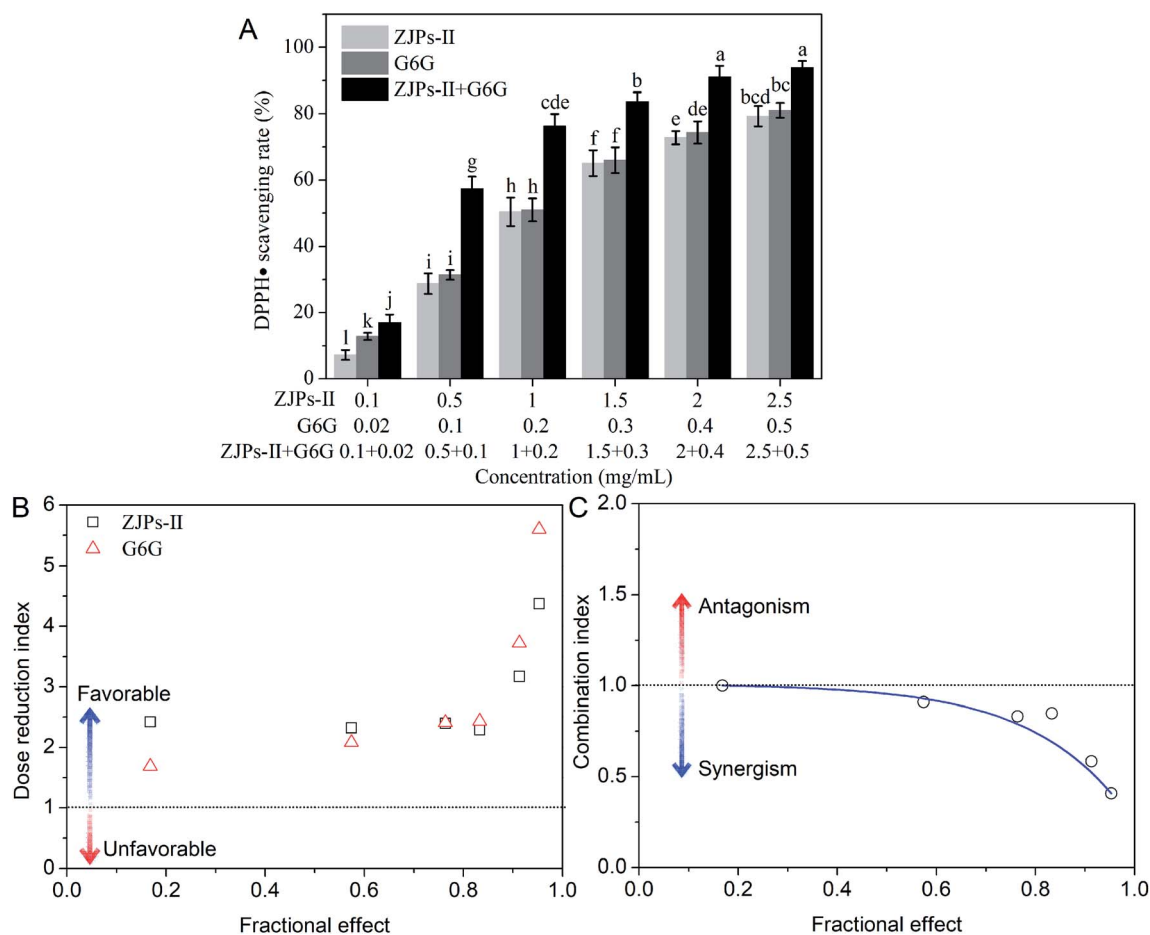 A
ZJPs-II
G6G
ZJPs-II+G6G
DPPH• scavenging rate (%)
100
80
60
40
20
0
l
k
j
i
i
g
h
h
cde
f
f
b
e
de
a
bcd
bc
a
ZJPs-II 0.1 0.5 1 1.5 2 2.5
G6G 0.02 0.1 0.2 0.3 0.4 0.5
ZJPs-II+G6G 0.1+0.02 0.5+0.1 1+0.2 1.5+0.3 2+0.4 2.5+0.5
Concentration (mg/mL)
B
ZJPs-II
G6G
Dose reduction index
6
5
4
3
2
1
0
Favorable
Unfavorable
0.0 0.2 0.4 0.6 0.8 1.0
Fractional effect
C
Combination index
2.0
1.5
1.0
0.5
0.0
Antagonism
Synergism
0.0 0.2 0.4 0.6 0.8 1.0
Fractional effect